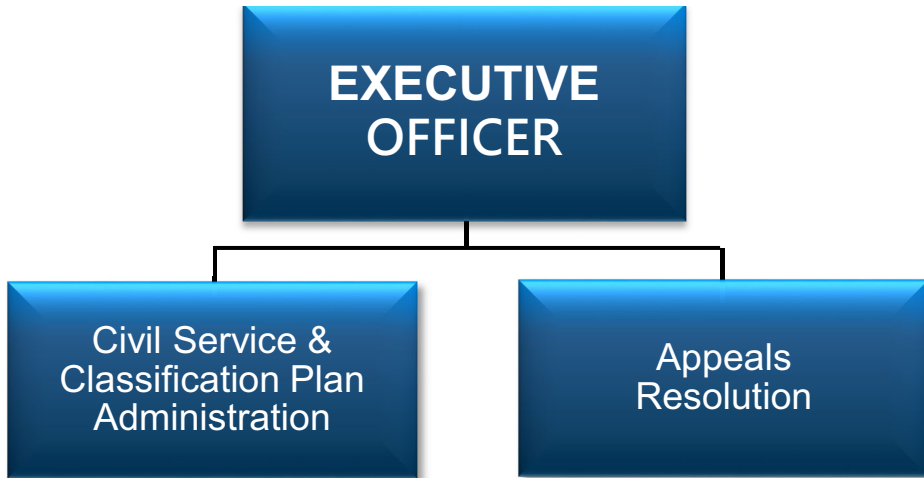 EXECUTIVE
OFFICER
Civil Service &
Classification Plan
Administration
Appeals
Resolution